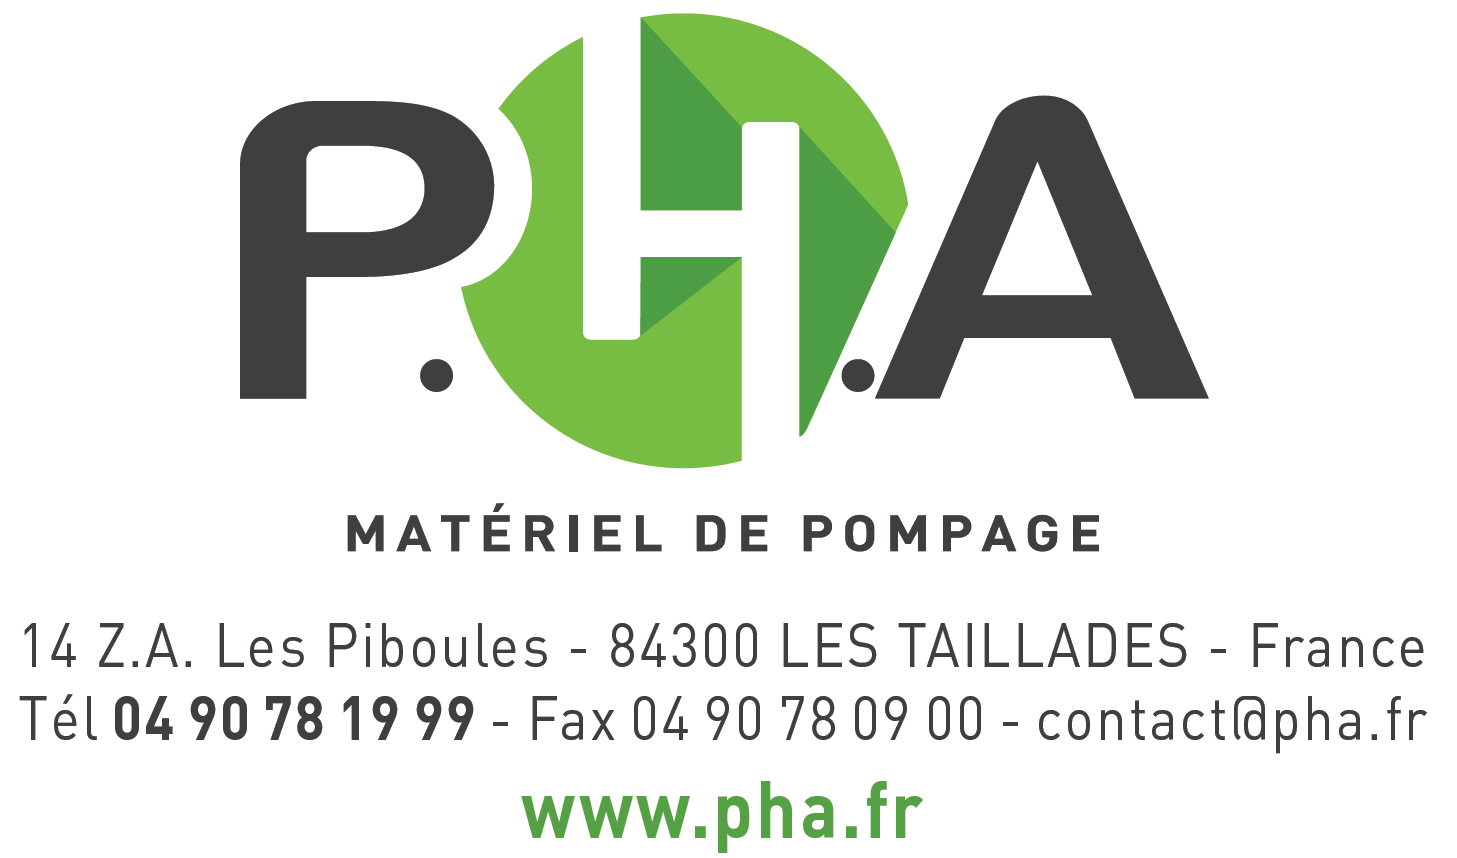 P.H.A
MATÉRIEL DE POMPAGE
14 Z.A. Les Piboules - 84300 LES TAILLADES - France
Tél 04 90 78 19 99 - Fax 04 90 78 09 00 - contact@pha.fr
www.pha.fr